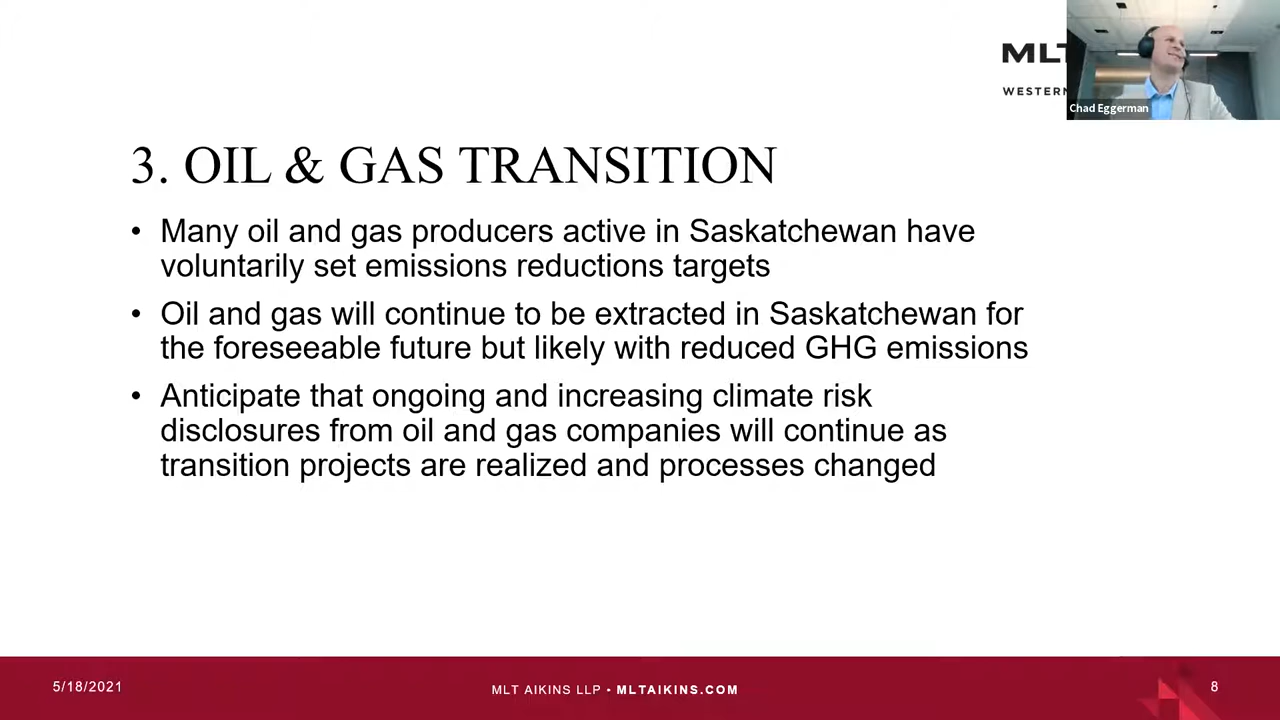 MLT
WESTERN
Chad Eggerman
3. OIL & GAS TRANSITION
• Many oil and gas producers active in Saskatchewan have
voluntarily set emissions reductions targets
• Oil and gas will continue to be extracted in Saskatchewan for
the foreseeable future but likely with reduced GHG emissions
• Anticipate that ongoing and increasing climate risk
disclosures from oil and gas companies will continue as
transition projects are realized and processes changed
5/18/2021
MLT AIKINS LLP • MLTAIKINS.COM
8